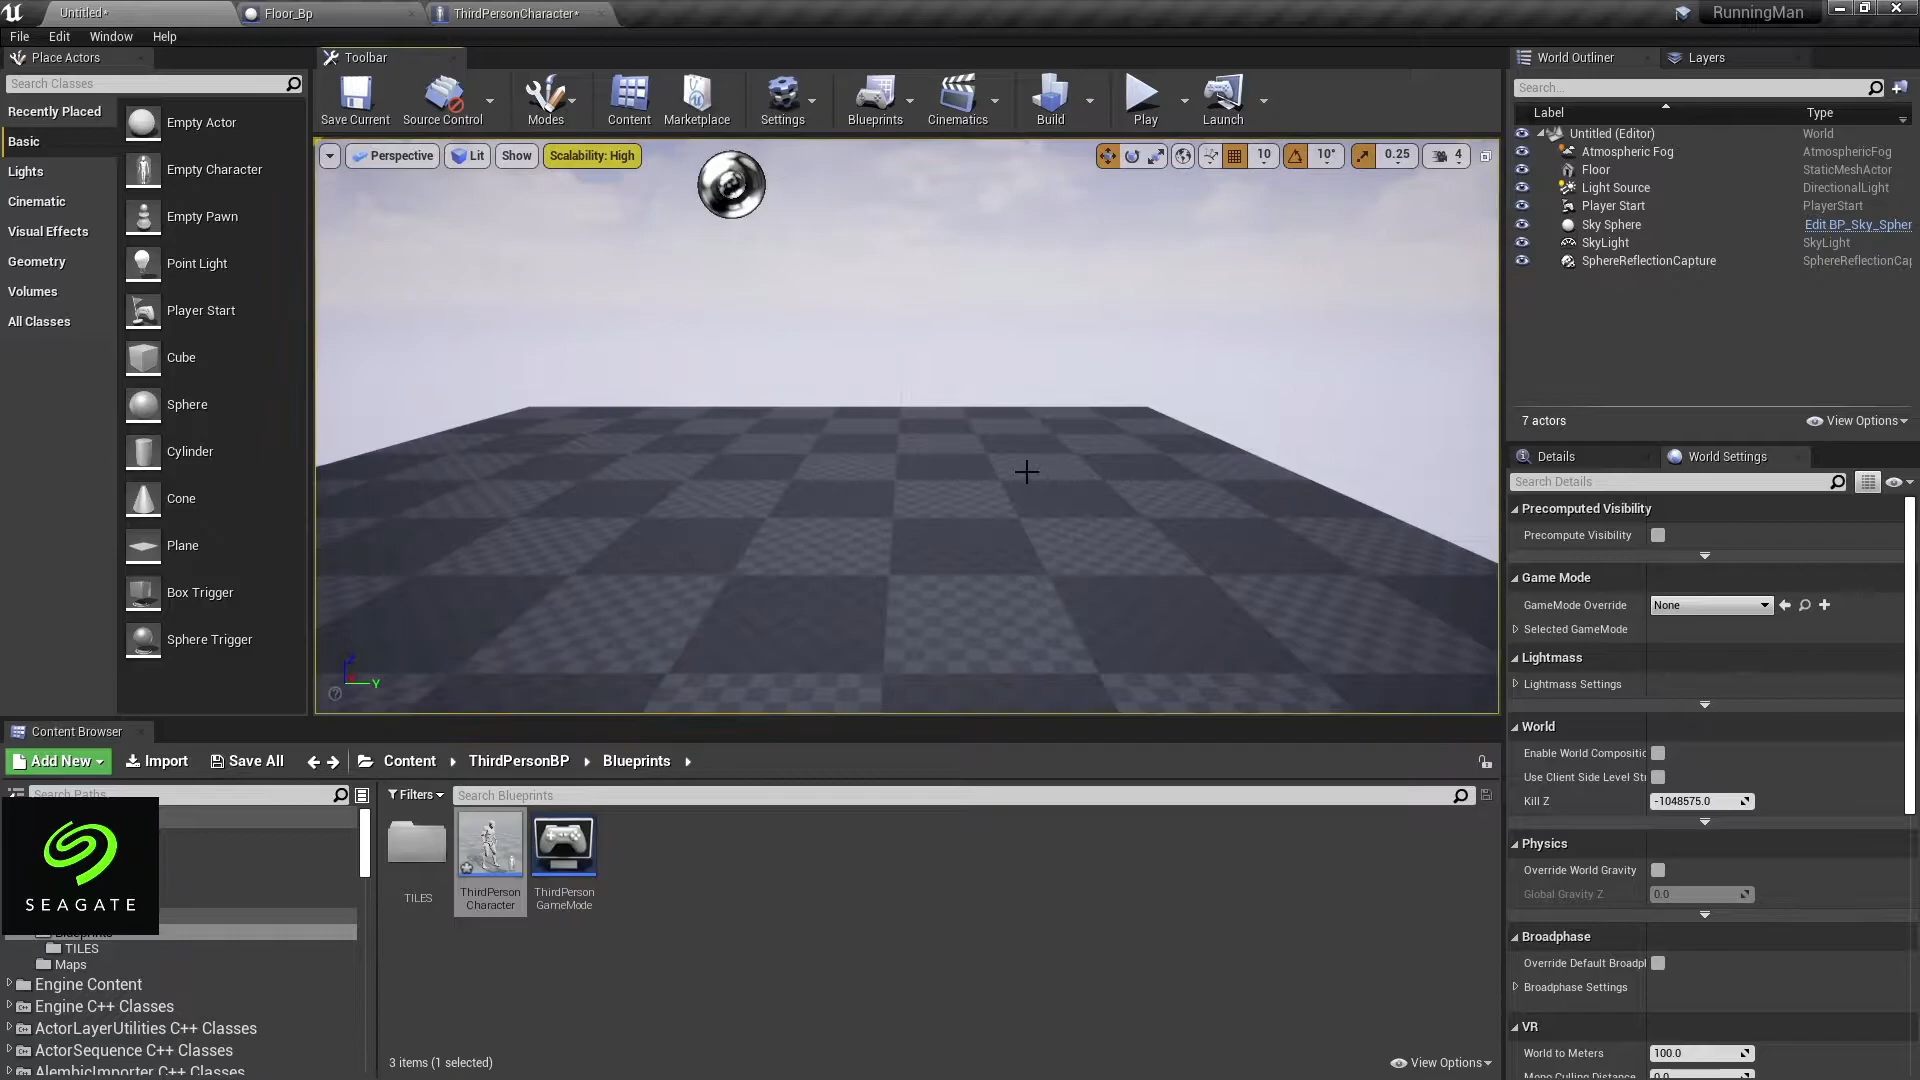 Untitled*
Floor_Bp
ThirdPersonCharacter*
RunningMan
File Edit Window Help
Place Actors
Search Classes
Recently Placed
Basic
Lights
Cinematic
Visual Effects
Geometry
Volumes
All Classes
Empty Actor
Empty Character
Empty Pawn
Point Light
Player Start
Cube
Sphere
Cylinder
Cone
Plane
Box Trigger
Sphere Trigger
Toolbar
Save Current
Source Control
Modes
Content
Marketplace
Settings
Blueprints
Cinematics
Build
Play
Launch
Perspective
Lit
Show
Scalability: High
10
10°
0.25
4
Z
Y
World Outliner
Layers
Search...
Label Type
Untitled (Editor) World
Atmospheric Fog AtmosphericFog
Floor StaticMeshActor
Light Source DirectionalLight
Player Start PlayerStart
Sky Sphere Edit BP_Sky_Spher
SkyLight SkyLight
SphereReflectionCapture SphereReflectionCap
7 actors
View Options
Details
World Settings
Search Details
Precomputed Visibility
Precompute Visibility
Game Mode
GameMode Override None
Selected GameMode
Lightmass
Lightmass Settings
World
Enable World Compositic
Use Client Side Level Str
Kill Z -1048575.0
Physics
Override World Gravity
Global Gravity Z 0.0
Broadphase
Override Default Broadpl
Broadphase Settings
VR
World to Meters 100.0
Content Browser
Add New
Import
Save All
Content
ThirdPersonBP
Blueprints
Search Paths
Filters
Search Blueprints
SEAGATE
TILES
Maps
Engine Content
Engine C++ Classes
ActorLayerUtilities C++ Classes
ActorSequence C++ Classes
AlembicImporter C++ Classes
TILES
ThirdPerson
Character
ThirdPerson
GameMode
3 items (1 selected)
View Options